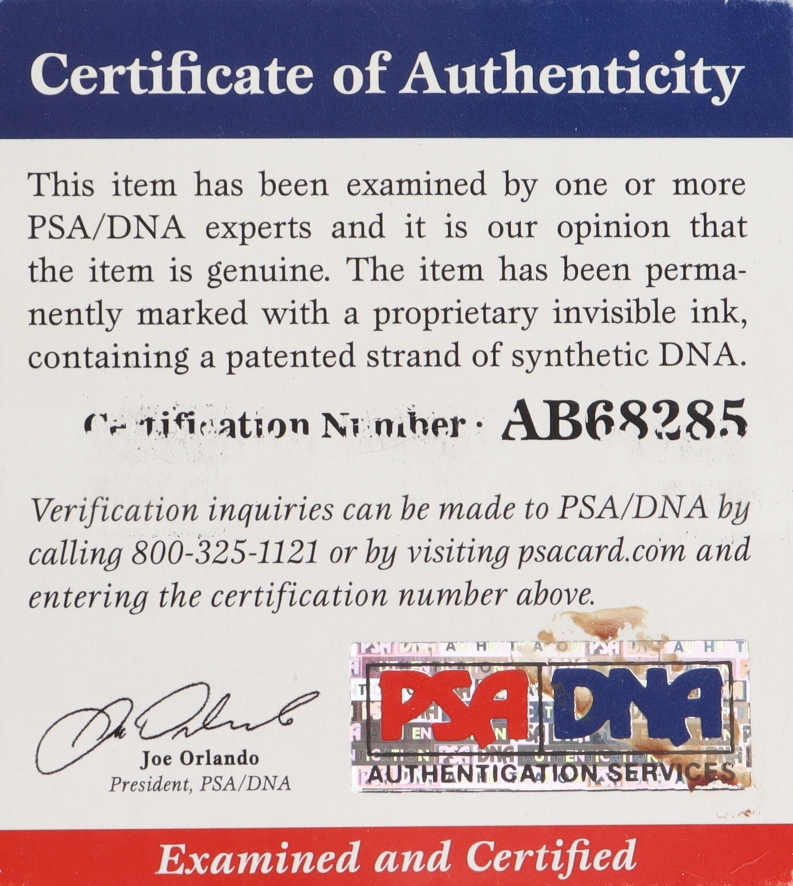 Certificate of Authenticity
This item has been examined by one or more
PSA/DNA experts and it is our opinion that
the item is genuine. The item has been perma-
nently marked with a proprietary invisible ink,
containing a patented strand of synthetic DNA.
Certification Number: AB68285
Verification inquiries can be made to PSA/DNA by
calling 800-325-1121 or by visiting psacard.com and
entering the certification number above.
PSA DNA
AUTHENTICATION SERVICES
Joe Orlando
President, PSA/DNA
Examined and Certified